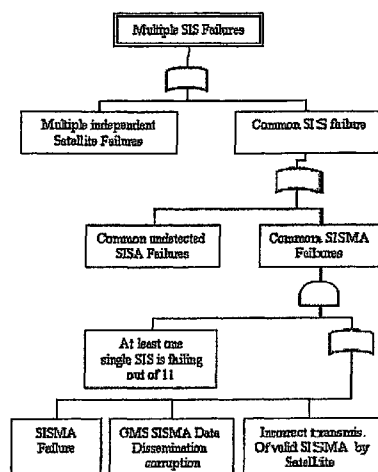 Multiple SIS Failures
Multiple independent
Satellite Failures
Common SIS failure
Common undetected
SISA Failures
Common SISMA
Failures
At least one
single SIS is failing
out of 11
SISMA
Failure
GMS SISMA Data
Dissemination
corruption
Incorrect transmis.
Of valid SISMA by
Satellite